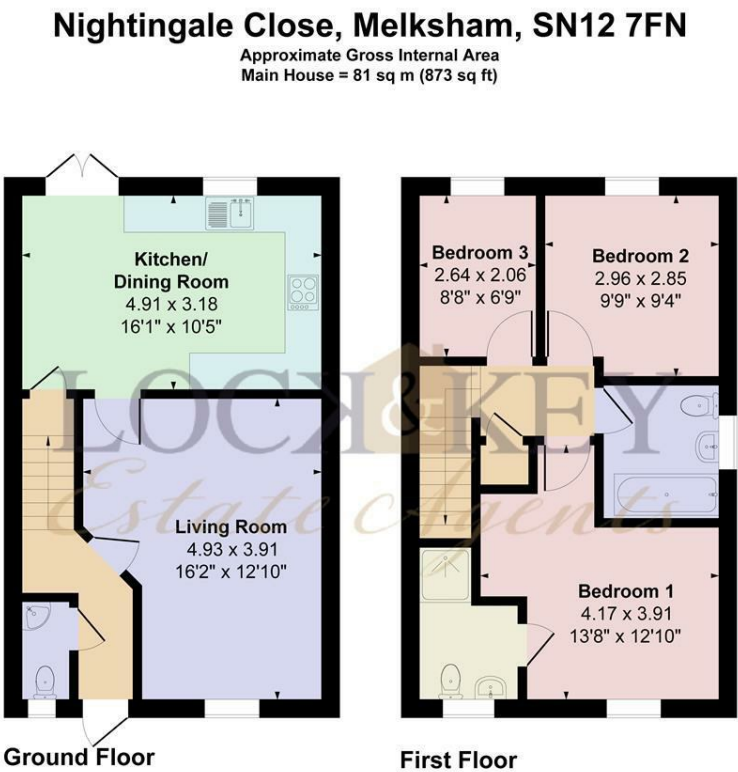 Nightingale Close, Melksham, SN12 7FN
Approximate Gross Internal Area
Main House = 81 sq m (873 sq ft)
Kitchen/
Dining Room
4.91 x 3.18
16'1" x 10'5"
Living Room
4.93 x 3.91
16'2" x 12'10"
Ground Floor
Bedroom 3
2.64 x 2.06
8'8" x 6'9"
Bedroom 2
2.96 x 2.85
9'9" x 9'4"
Bedroom 1
4.17 x 3.91
13'8" x 12'10"
First Floor
LOCK & KEY
Estate Agents